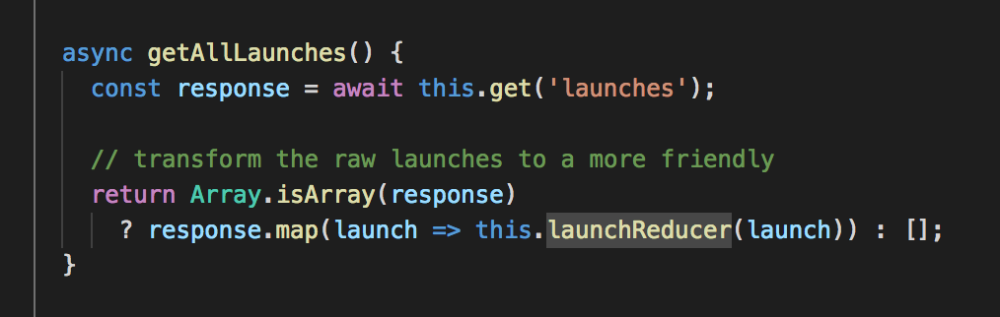 async getAllLaunches() {
const response = await this.get('launches');
// transform the raw launches to a more friendly
return Array.isArray(response)
? response.map(launch => this.launchReducer(launch)) : [];
}